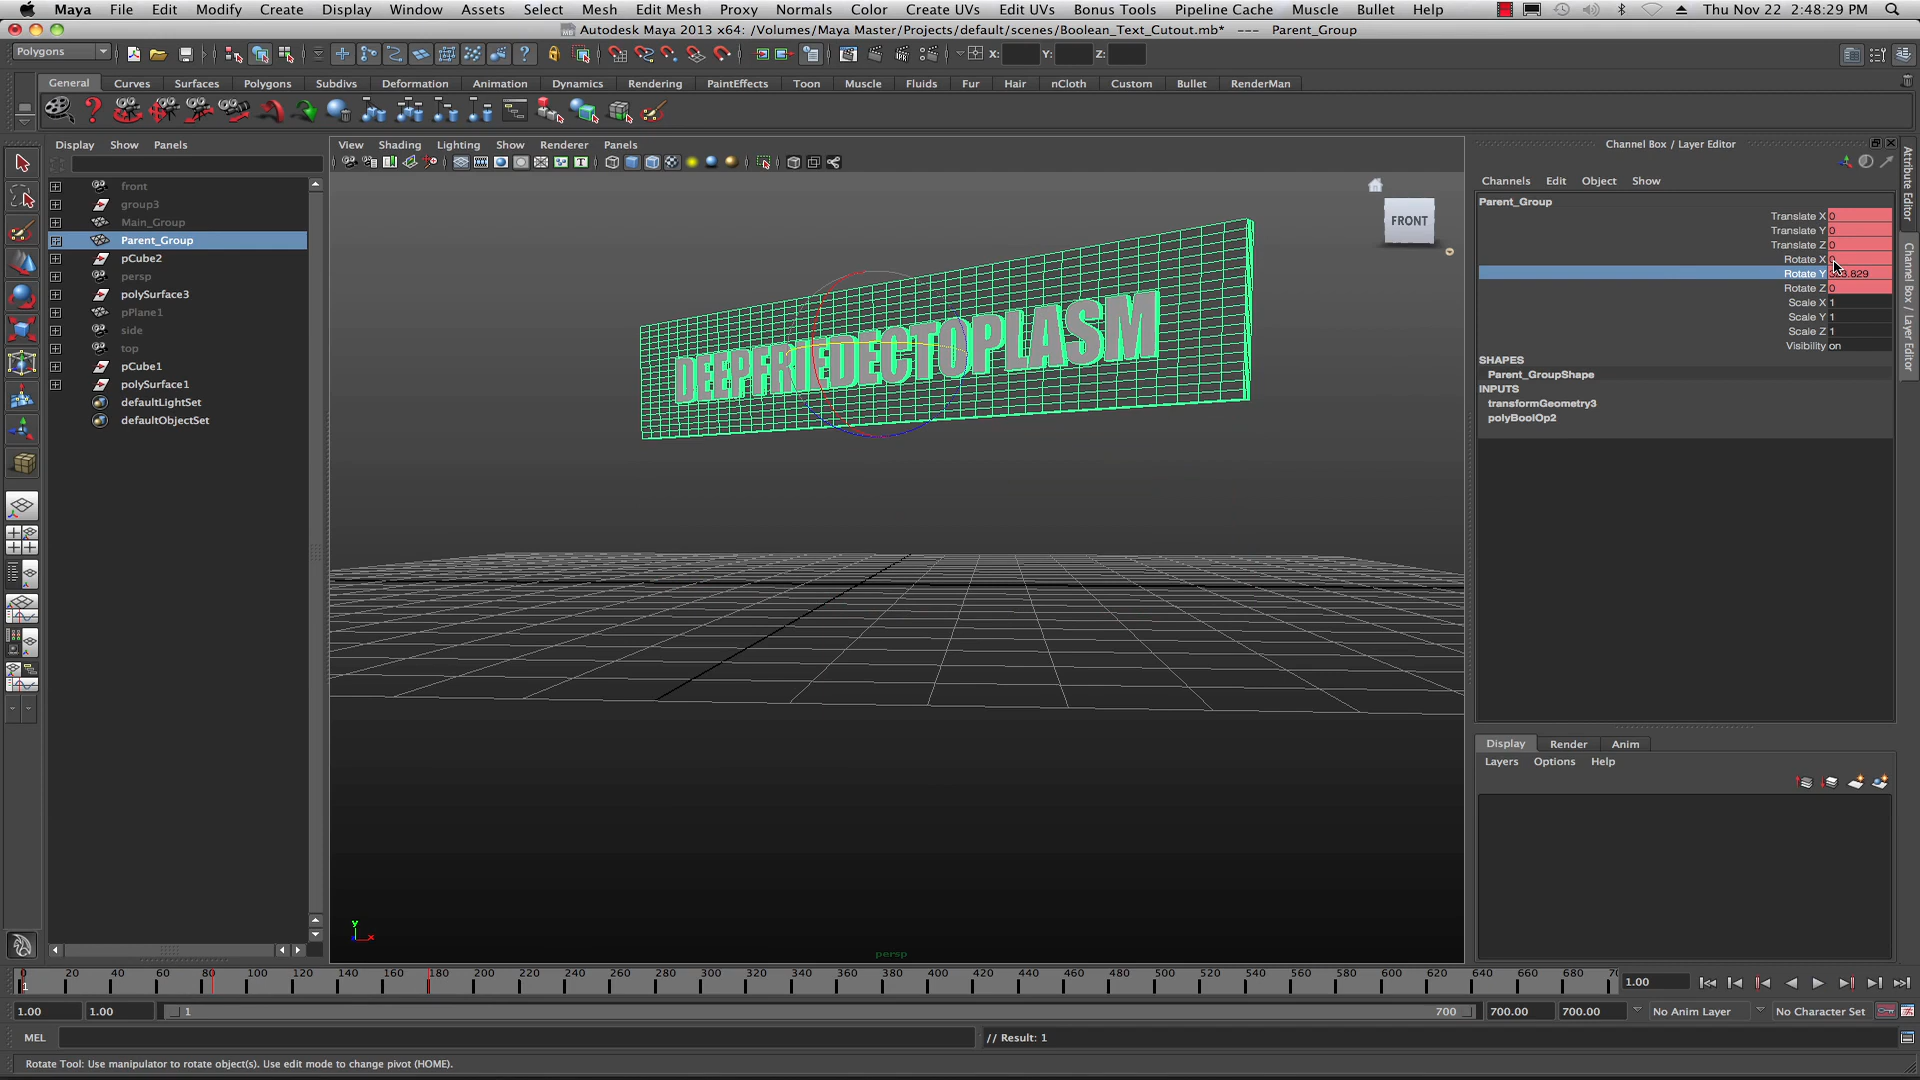 Maya File Edit Modify Create Display Window Assets Select Mesh Edit Mesh Proxy Normals Color Create UVs Edit UVs Bonus Tools Pipeline Cache Muscle Bullet Help Thu Nov 22 2:48:29 PM
Autodesk Maya 2013 x64: /Volumes/Maya Master/Projects/default/scenes/Boolean_Text_Cutout.mb* --- Parent_Group
Polygons X: Y: Z:
General Curves Surfaces Polygons Subdivs Deformation Animation Dynamics Rendering PaintEffects Toon Muscle Fluids Fur Hair nCloth Custom Bullet RenderMan
Display Show Panels
View Shading Lighting Show Renderer Panels
Channel Box / Layer Editor
Channels Edit Object Show
front
group3
Main_Group
Parent_Group
pCube2
persp
polySurface3
pPlane1
side
top
pCube1
polySurface1
defaultLightSet
defaultObjectSet
FRONT
DEEPFRIEDECTOPLASM
persp
y
x
Parent_Group
Translate X 0
Translate Y 0
Translate Z 0
Rotate X
Rotate Y
Rotate Z 0
Scale X 1
Scale Y 1
Scale Z 1
Visibility on
SHAPES
Parent_GroupShape
INPUTS
transformGeometry3
polyBoolOp2
Attribute Editor
Channel Box / Layer Editor
Display Render Anim
Layers Options Help
0 20 40 60 80 100 120 140 160 180 200 220 240 260 280 300 320 340 360 380 400 420 440 460 480 500 520 540 560 580 600 620 640 660 680
1
1.00
1.00 1.00 1 700 700.00 700.00 No Anim Layer No Character Set
MEL // Result: 1
Rotate Tool: Use manipulator to rotate object(s). Use edit mode to change pivot (HOME).